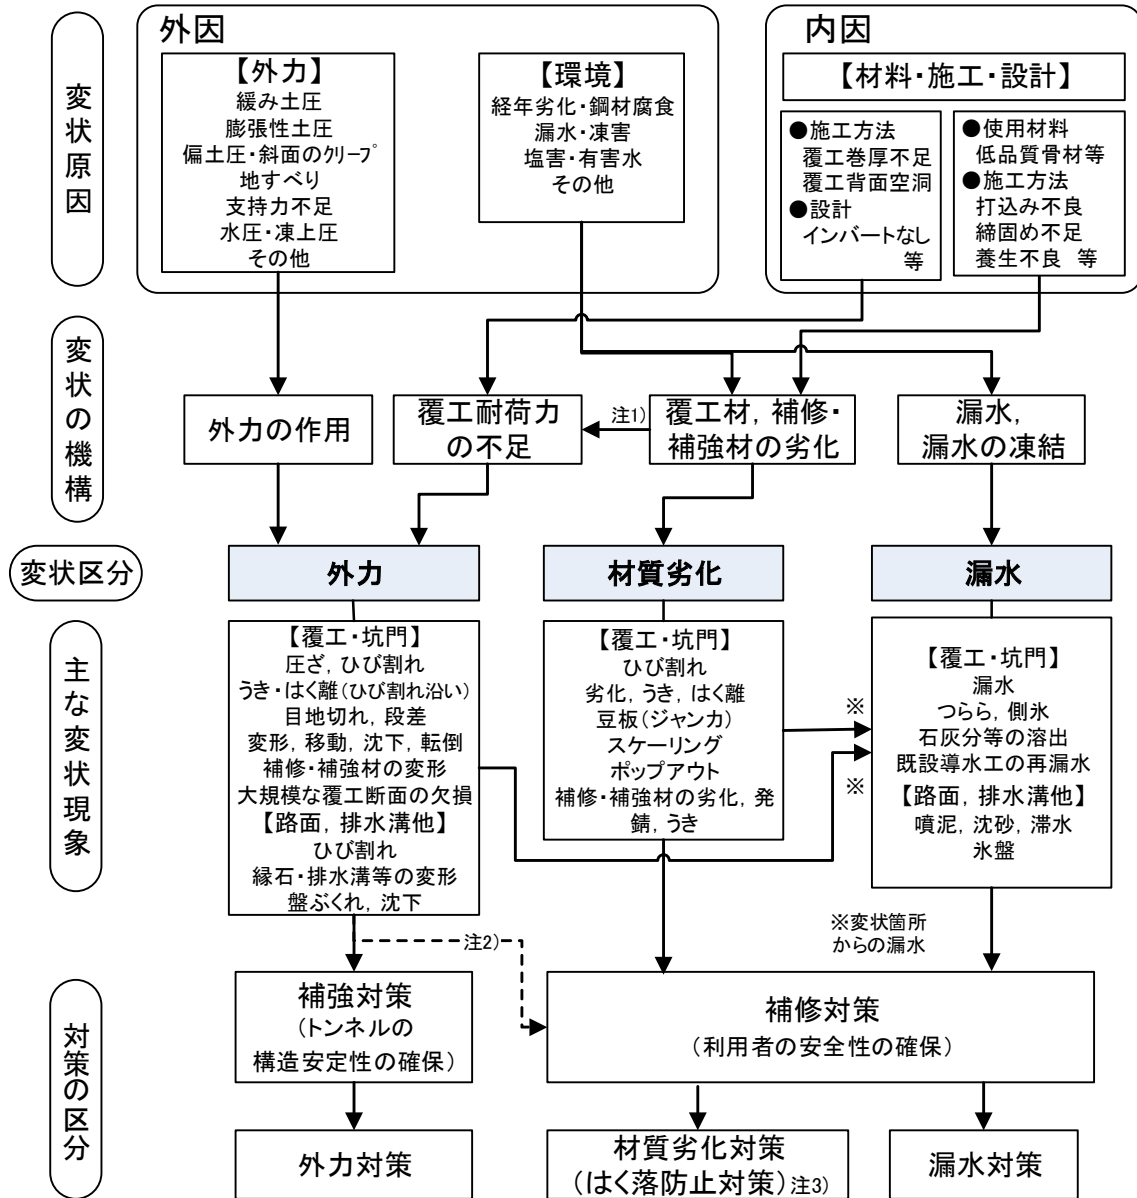 変状原因
外因
【外力】
緩み土圧
膨張性土圧
偏土圧・斜面のｸﾘｰﾌﾟ
地すべり
支持力不足
水圧・凍上圧
その他
【環境】
経年劣化・鋼材腐食
漏水・凍害
塩害・有害水
その他
内因
【材料・施工・設計】
●施工方法
覆工巻厚不足
覆工背面空洞
●設計
インバートなし
等
●使用材料
低品質骨材等
●施工方法
打込み不良
締固め不足
養生不良 等
変状の機構
外力の作用
覆工耐荷力
の不足
注1)
覆工材, 補修・
補強材の劣化
漏水,
漏水の凍結
変状区分
外力
材質劣化
漏水
主な変状現象
【覆工・坑門】
圧ざ, ひび割れ
うき・はく離(ひび割れ沿い)
目地切れ, 段差
変形, 移動, 沈下, 転倒
補修・補強材の変形
大規模な覆工断面の欠損
【路面, 排水溝他】
ひび割れ
縁石・排水溝等の変形
盤ぶくれ, 沈下
【覆工・坑門】
ひび割れ
劣化, うき, はく離
豆板(ジャンカ)
スケーリング
ポップアウト
補修・補強材の劣化, 発
錆, うき
※
※
【覆工・坑門】
漏水
つらら, 側氷
石灰分等の溶出
既設導水工の再漏水
【路面, 排水溝他】
噴泥, 沈砂, 滞水
氷盤
※変状箇所
からの漏水
注2)
対策の区分
補強対策
(トンネルの
構造安定性の確保)
補修対策
(利用者の安全性の確保)
外力対策
材質劣化対策
(はく落防止対策)注3)
漏水対策